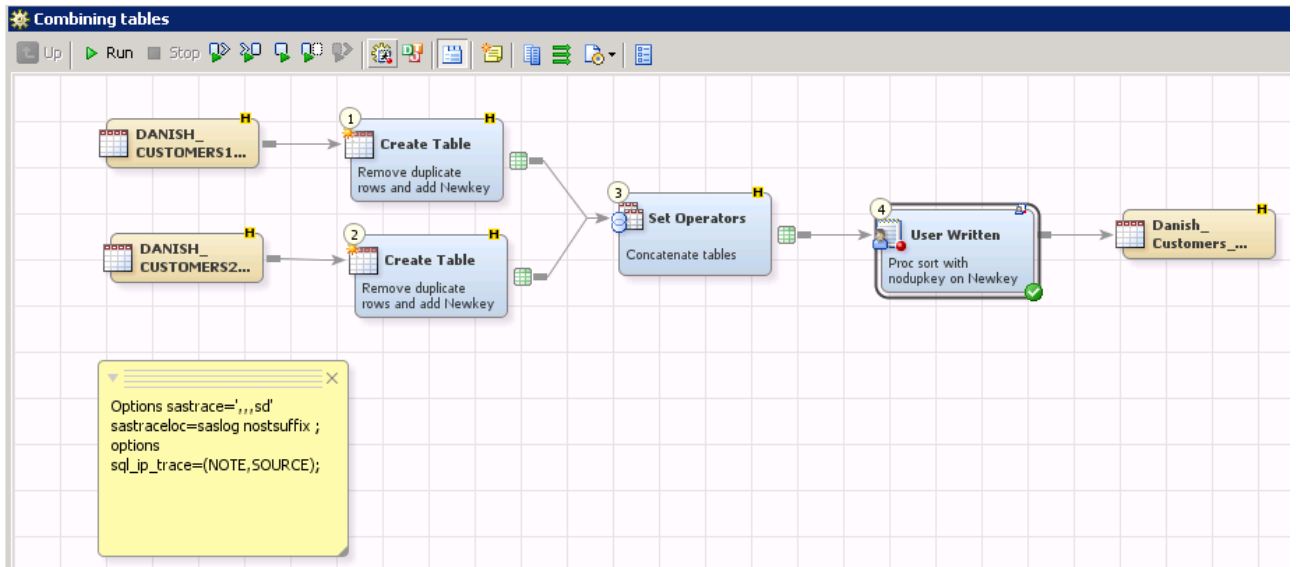 Combining tables
Up Run Stop
DANISH_
CUSTOMERS1...
H
1
H
Create Table
Remove duplicate
rows and add Newkey
DANISH_
CUSTOMERS2...
H
2
H
Create Table
Remove duplicate
rows and add Newkey
3
H
Set Operators
Concatenate tables
4
User Written
Proc sort with
nodupkey on Newkey
H
Danish_
Customers_...
Options sastrace=',,,sd'
sastraceloc=saslog nostsuffix ;
options
sql_ip_trace=(NOTE,SOURCE);